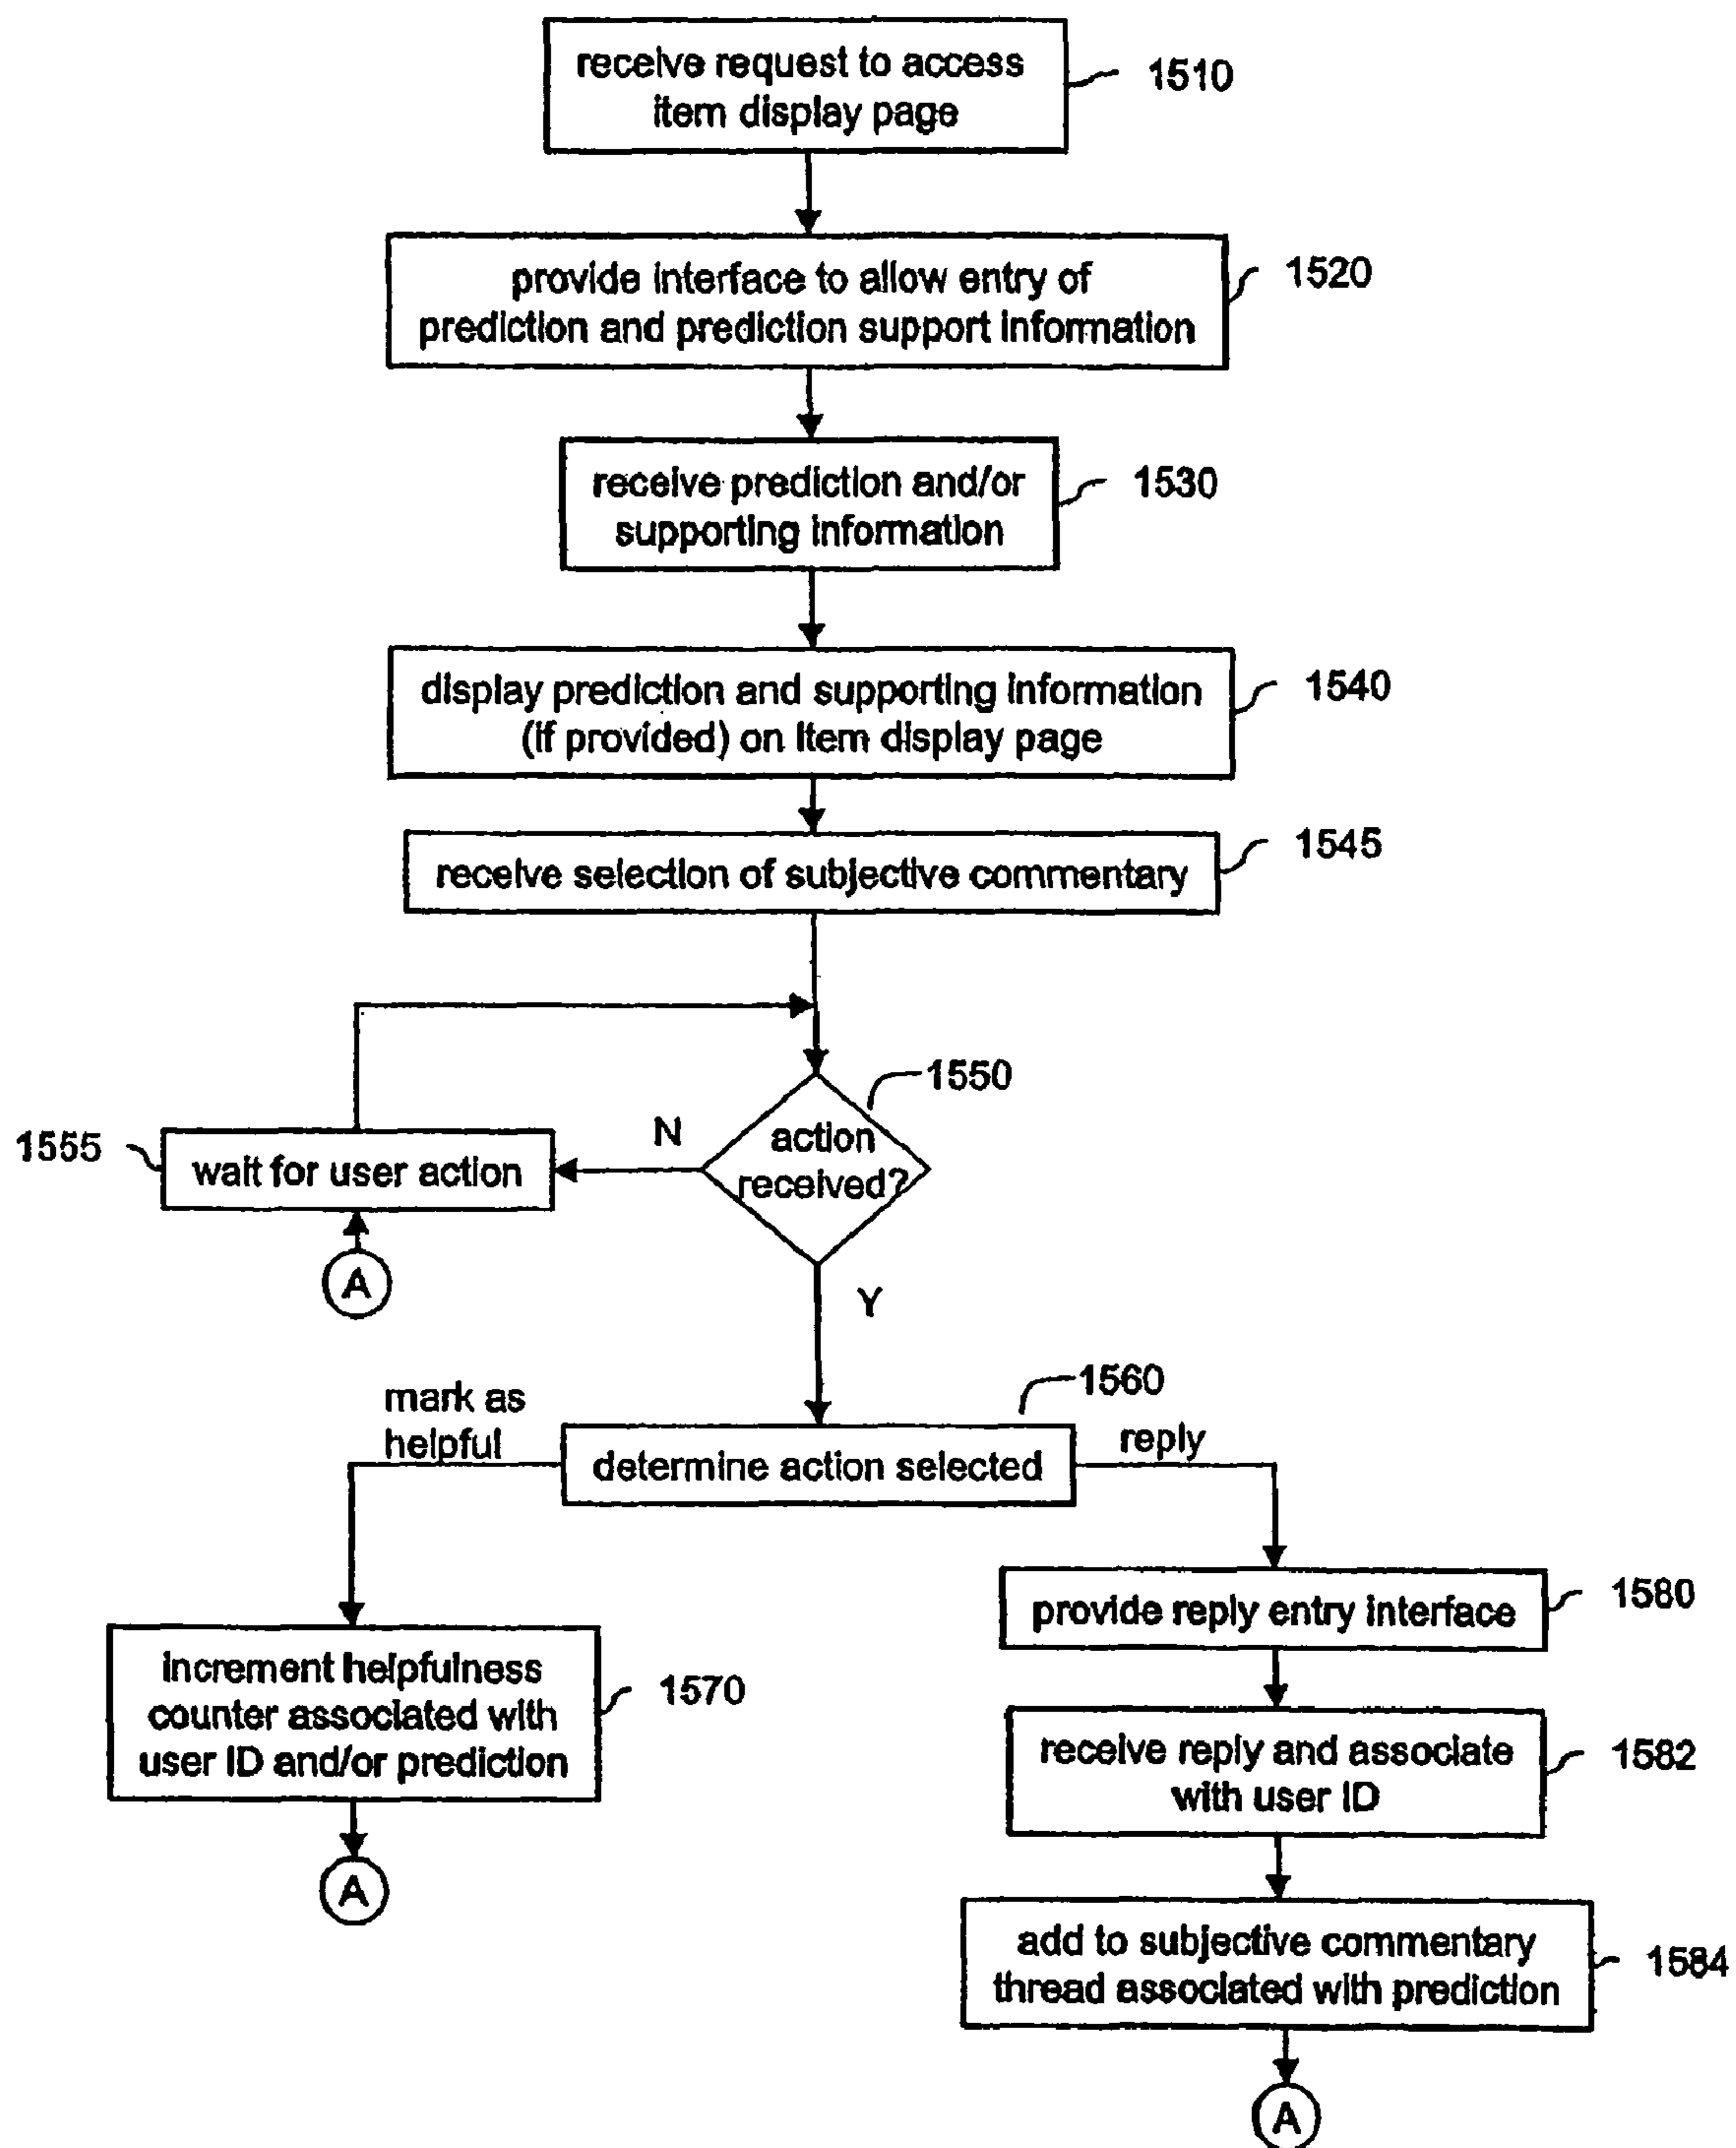 receive request to access
item display page
1510
provide interface to allow entry of
prediction and prediction support information
1520
receive prediction and/or
supporting information
1530
display prediction and supporting information
(if provided) on item display page
1540
receive selection of subjective commentary
1545
1550
action
received?
N
1555
wait for user action
A
Y
1560
mark as
helpful
determine action selected
reply
provide reply entry interface
1580
increment helpfulness
counter associated with
user ID and/or prediction
1570
receive reply and associate
with user ID
1582
A
add to subjective commentary
thread associated with prediction
1584
A